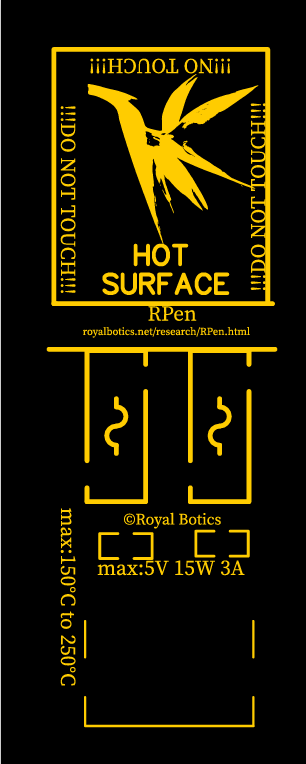 !!!NO TOUCH!!!
!!!DO NOT TOUCH!!!
!!!DO NOT TOUCH!!!
HOT
SURFACE
RPen
royalbotics.net/research/RPen.html
©Royal Botics
max:5V 15W 3A
max:150°C to 250°C